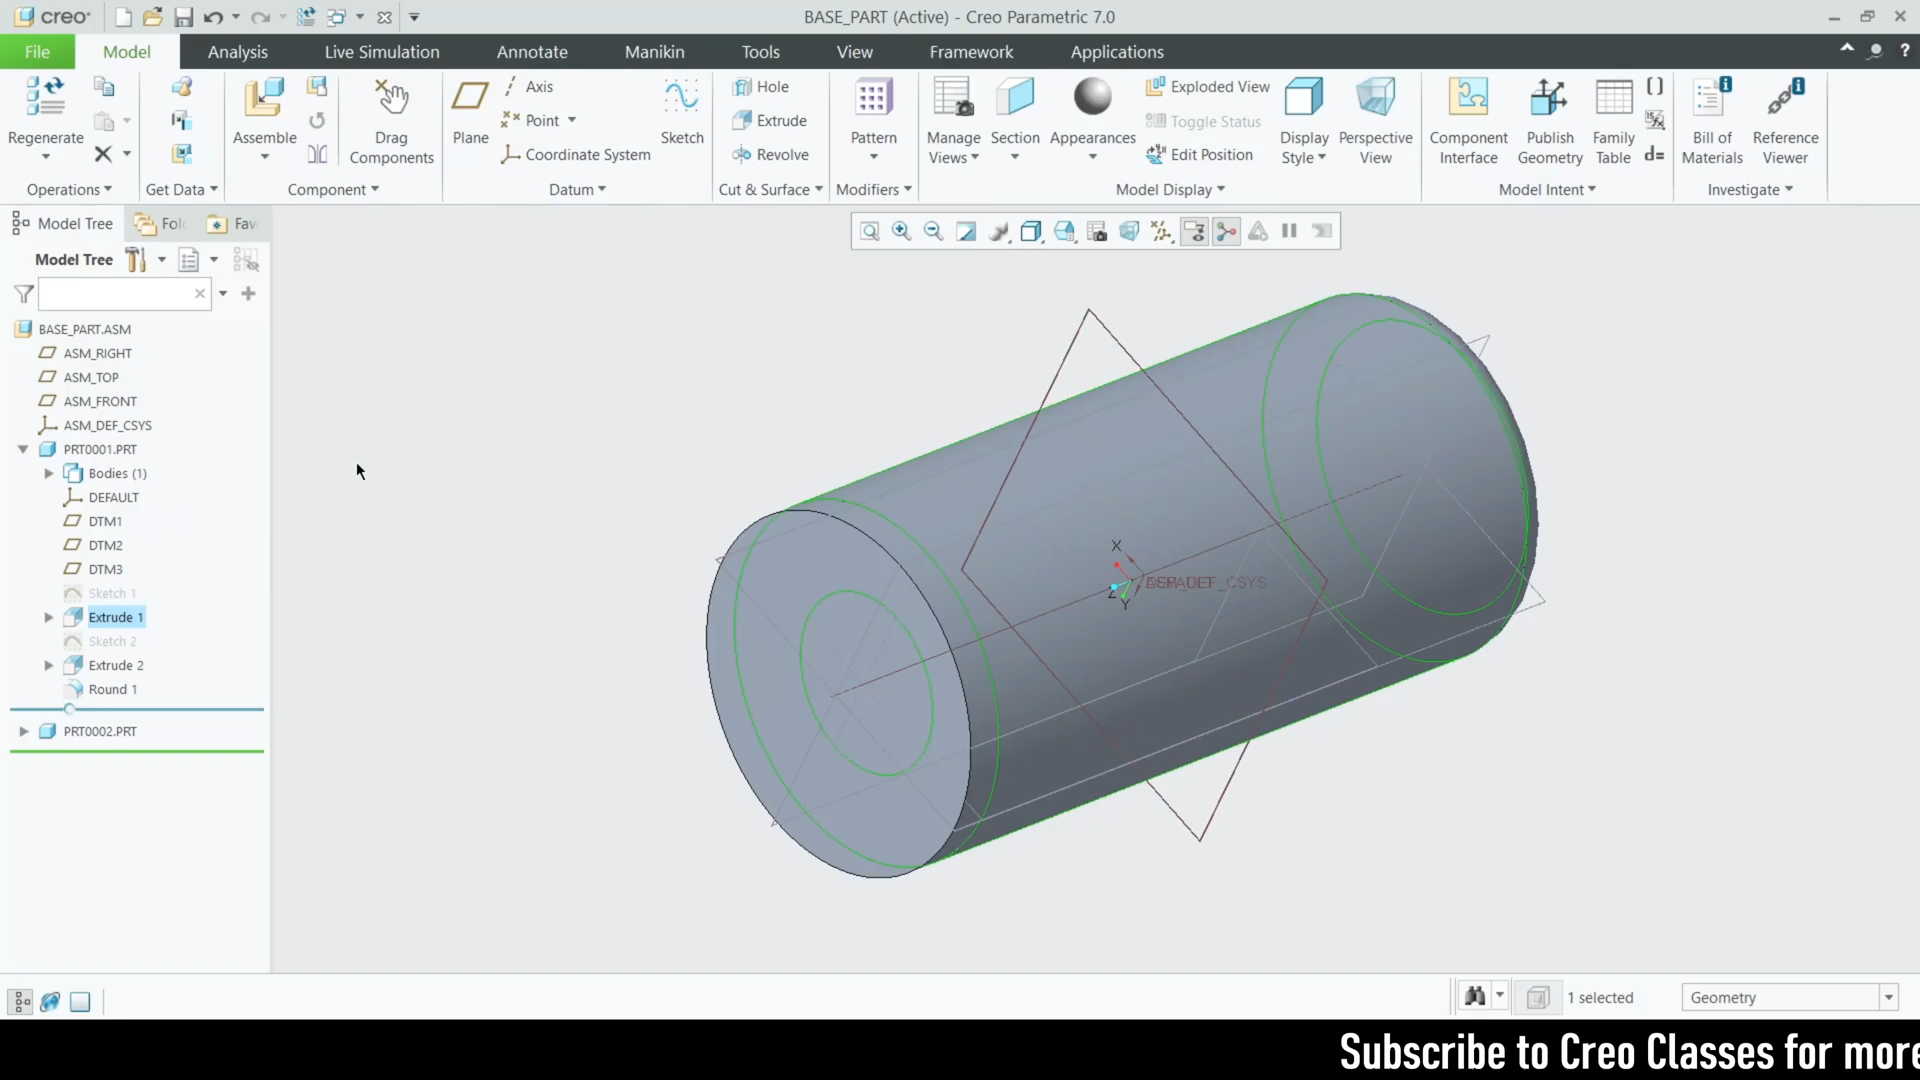 creo
BASE_PART (Active) - Creo Parametric 7.0
File Model Analysis Live Simulation Annotate Manikin Tools View Framework Applications
Regenerate
Operations
Get Data
Assemble
Drag Components
Component
Plane
Axis
Point
Coordinate System
Sketch
Datum
Hole
Extrude
Revolve
Cut & Surface
Pattern
Modifiers
Manage Views
Section
Appearances
Exploded View
Toggle Status
Edit Position
Display Style
Perspective View
Model Display
Component Interface
Publish Geometry
Family Table
d=
Model Intent
Bill of Materials
Reference Viewer
Investigate
Model Tree
Fol
Fav
Model Tree
BASE_PART.ASM
ASM_RIGHT
ASM_TOP
ASM_FRONT
ASM_DEF_CSYS
PRT0001.PRT
Bodies (1)
DEFAULT
DTM1
DTM2
DTM3
Sketch 1
Extrude 1
Sketch 2
Extrude 2
Round 1
PRT0002.PRT
X
Z
Y
1 selected
Geometry
Subscribe to Creo Classes for more